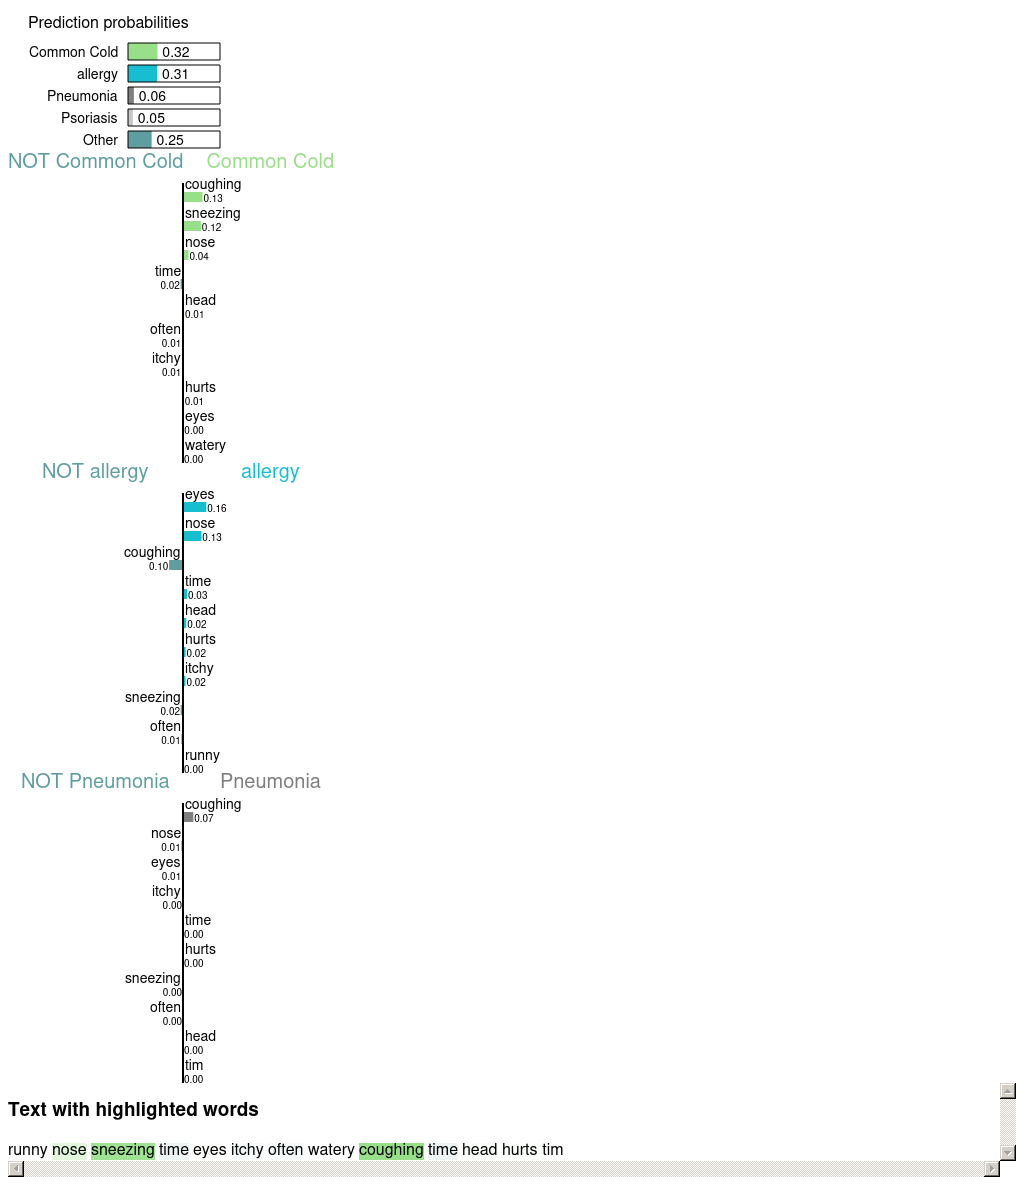 Prediction probabilities
Common Cold 0.32
allergy 0.31
Pneumonia 0.06
Psoriasis 0.05
Other 0.25
NOT Common Cold Common Cold
coughing
0.13
sneezing
0.12
nose
0.04
time
0.02
head
0.01
often
0.01
itchy
0.01
hurts
0.01
eyes
0.00
watery
0.00
NOT allergy allergy
eyes
0.16
nose
0.13
coughing
0.10
time
0.03
head
0.02
hurts
0.02
itchy
0.02
sneezing
0.02
often
0.01
runny
0.00
NOT Pneumonia Pneumonia
coughing
0.07
nose
0.01
eyes
0.01
itchy
0.00
time
0.00
hurts
0.00
sneezing
0.00
often
0.00
head
0.00
tim
0.00
Text with highlighted words
runny nose sneezing time eyes itchy often watery coughing time head hurts tim